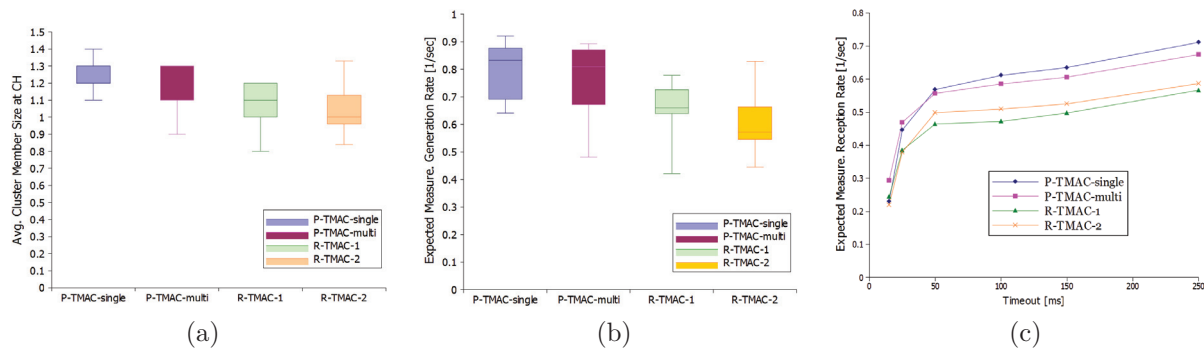 Avg. Cluster Member Size at CH
1.5
1.4
1.3
1.2
1.1
1
0.9
0.8
0.7
0.6
0.5
0.4
0.3
0.2
0.1
0
P-TMAC-single
P-TMAC-multi
R-TMAC-1
R-TMAC-2
P-TMAC-single P-TMAC-multi R-TMAC-1 R-TMAC-2
(a)
Expected Measure. Generation Rate [1/sec]
1
0.9
0.8
0.7
0.6
0.5
0.4
0.3
0.2
0.1
0
P-TMAC-single
P-TMAC-multi
R-TMAC-1
R-TMAC-2
P-TMAC-single P-TMAC-multi R-TMAC-1 R-TMAC-2
(b)
Expected Measure. Reception Rate [1/sec]
0.8
0.7
0.6
0.5
0.4
0.3
0.2
0.1
0
P-TMAC-single
P-TMAC-multi
R-TMAC-1
R-TMAC-2
0 50 100 150 200 250
Timeout [ms]
(c)